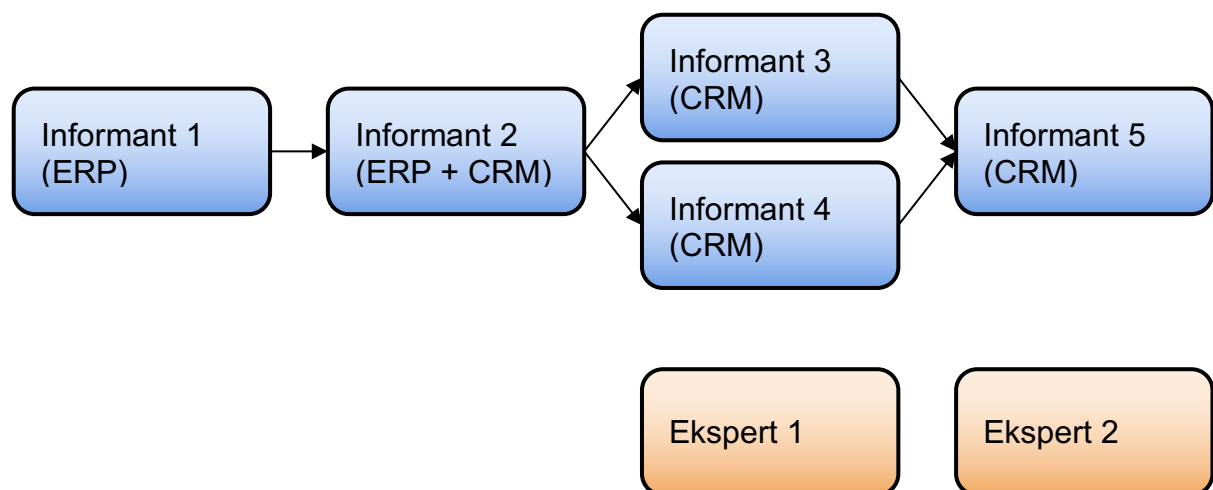 Informant 1
(ERP)
Informant 2
(ERP + CRM)
Informant 3
(CRM)
Informant 4
(CRM)
Informant 5
(CRM)
Ekspert 1
Ekspert 2